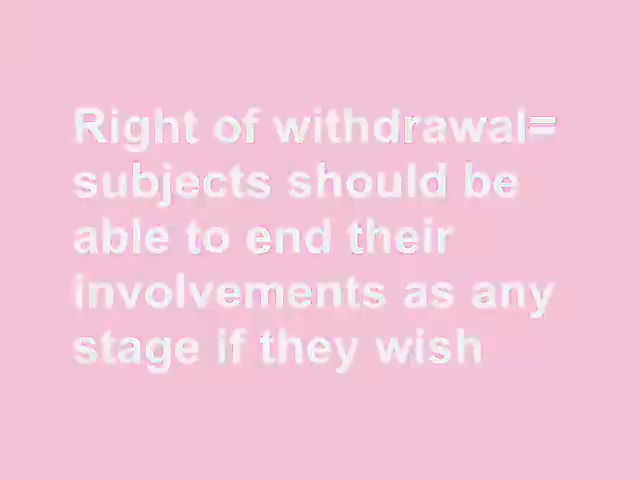 Right of withdrawal=
subjects should be
able to end their
involvements as any
stage if they wish